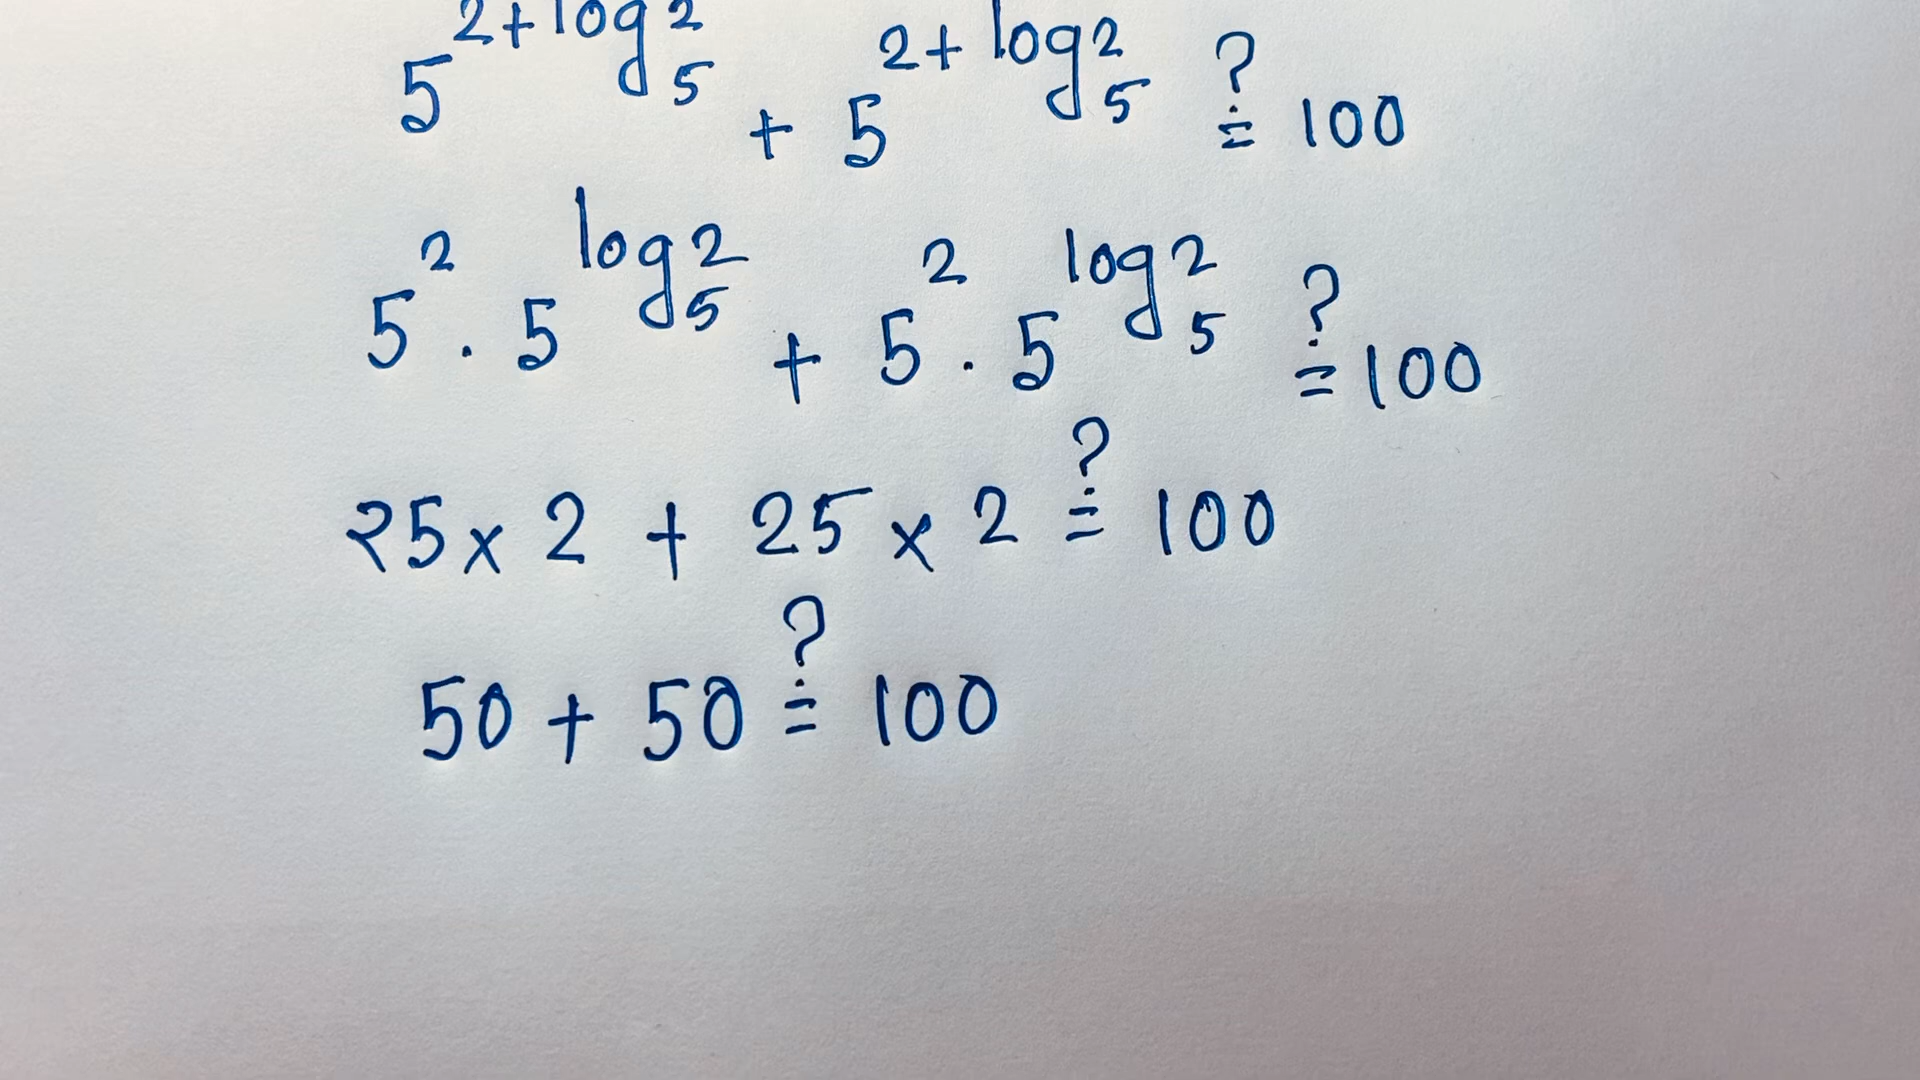 5^{2+log_5 2} + 5^{2+log_5 2} ≟ 100
5^2 . 5^{log_5 2} + 5^2 . 5^{log_5 2} ≟ 100
25 × 2 + 25 × 2 ≟ 100
50 + 50 ≟ 100